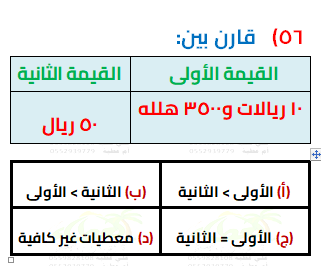 ٥٦) قارن بين:
القيمة الأولى القيمة الثانية
١٠ ريالات و٣٥٠٠ هلله ٥٠ ريال
(أ) الأولى > الثانية (ب) الثانية > الأولى
(ج) الأولى = الثانية (د) معطيات غير كافية